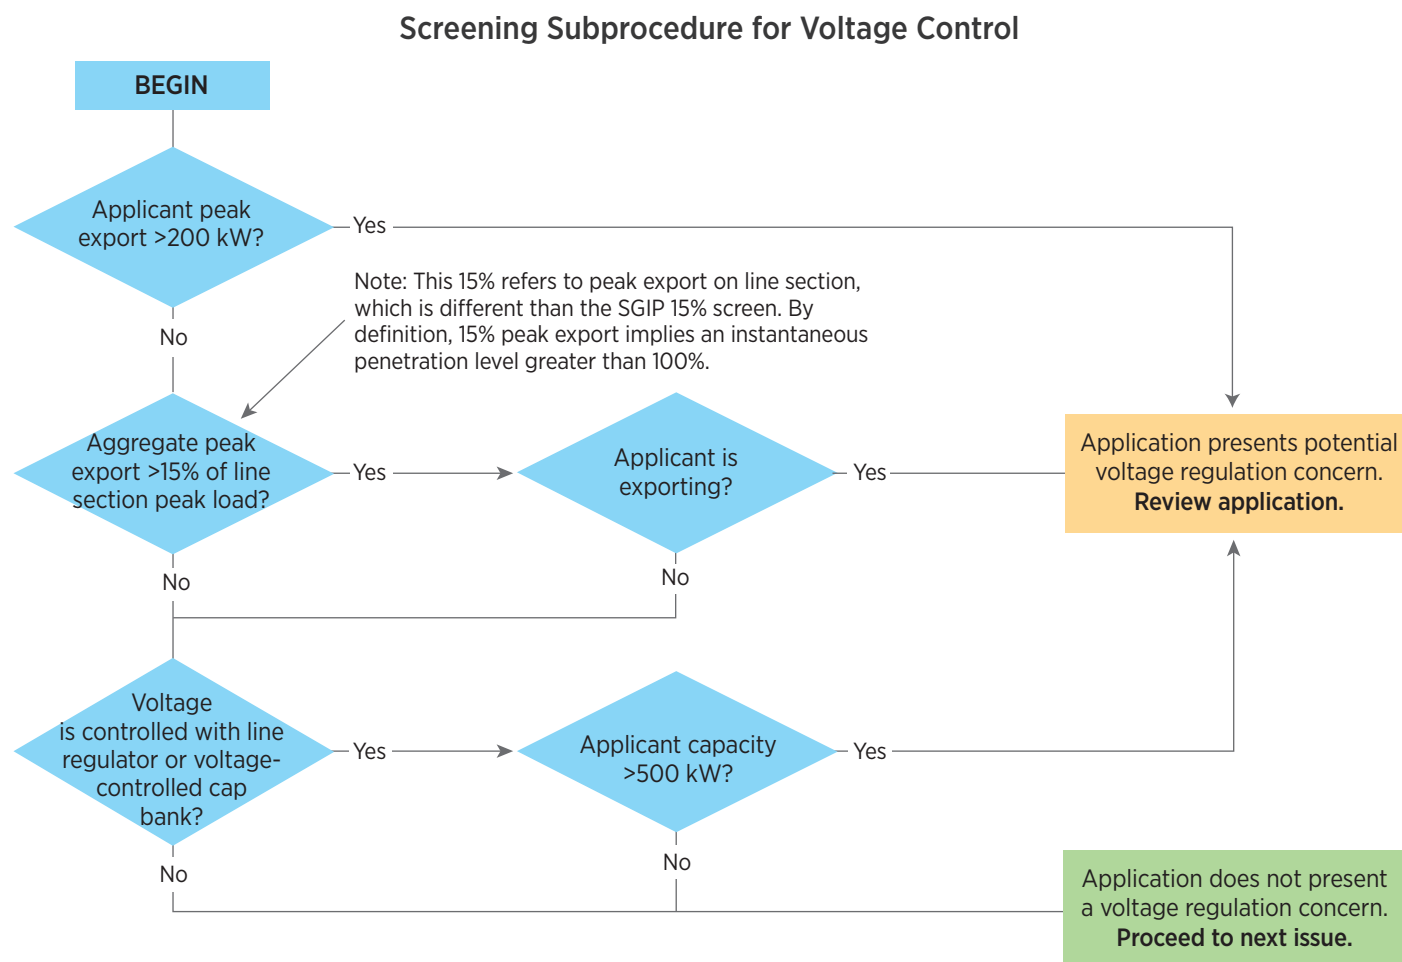 Screening Subprocedure for Voltage Control
BEGIN
Applicant peak
export >200 kW?
Yes
Note: This 15% refers to peak export on line section,
which is different than the SGIP 15% screen. By
definition, 15% peak export implies an instantaneous
penetration level greater than 100%.
No
Aggregate peak
export >15% of line
section peak load?
Yes
Applicant is
exporting?
Yes
Application presents potential
voltage regulation concern.
Review application.
No
No
Voltage
is controlled with line
regulator or voltage-
controlled cap
bank?
Yes
Applicant capacity
>500 kW?
Yes
No
No
Application does not present
a voltage regulation concern.
Proceed to next issue.